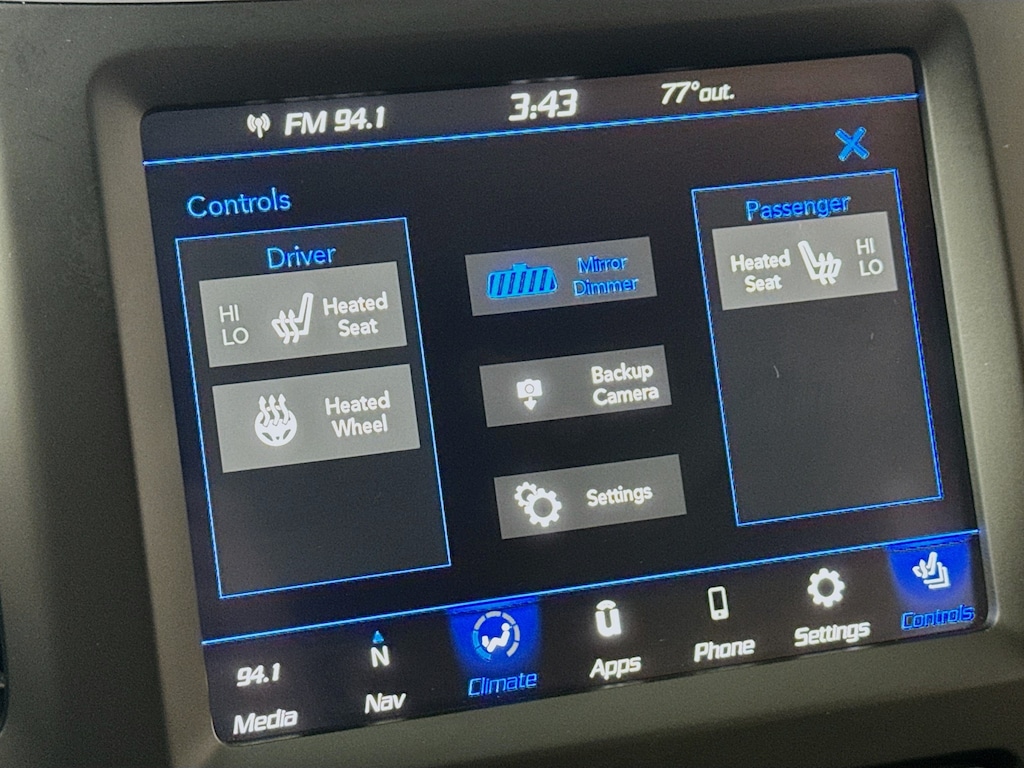 FM 94.1
3:43
77°out.
Controls
Driver
HI
LO
Heated
Seat
Heated
Wheel
Mirror
Dimmer
Backup
Camera
Settings
Passenger
Heated
Seat
HI
LO
94.1
Media
N
Nav
Climate
Apps
Phone
Settings
Controls